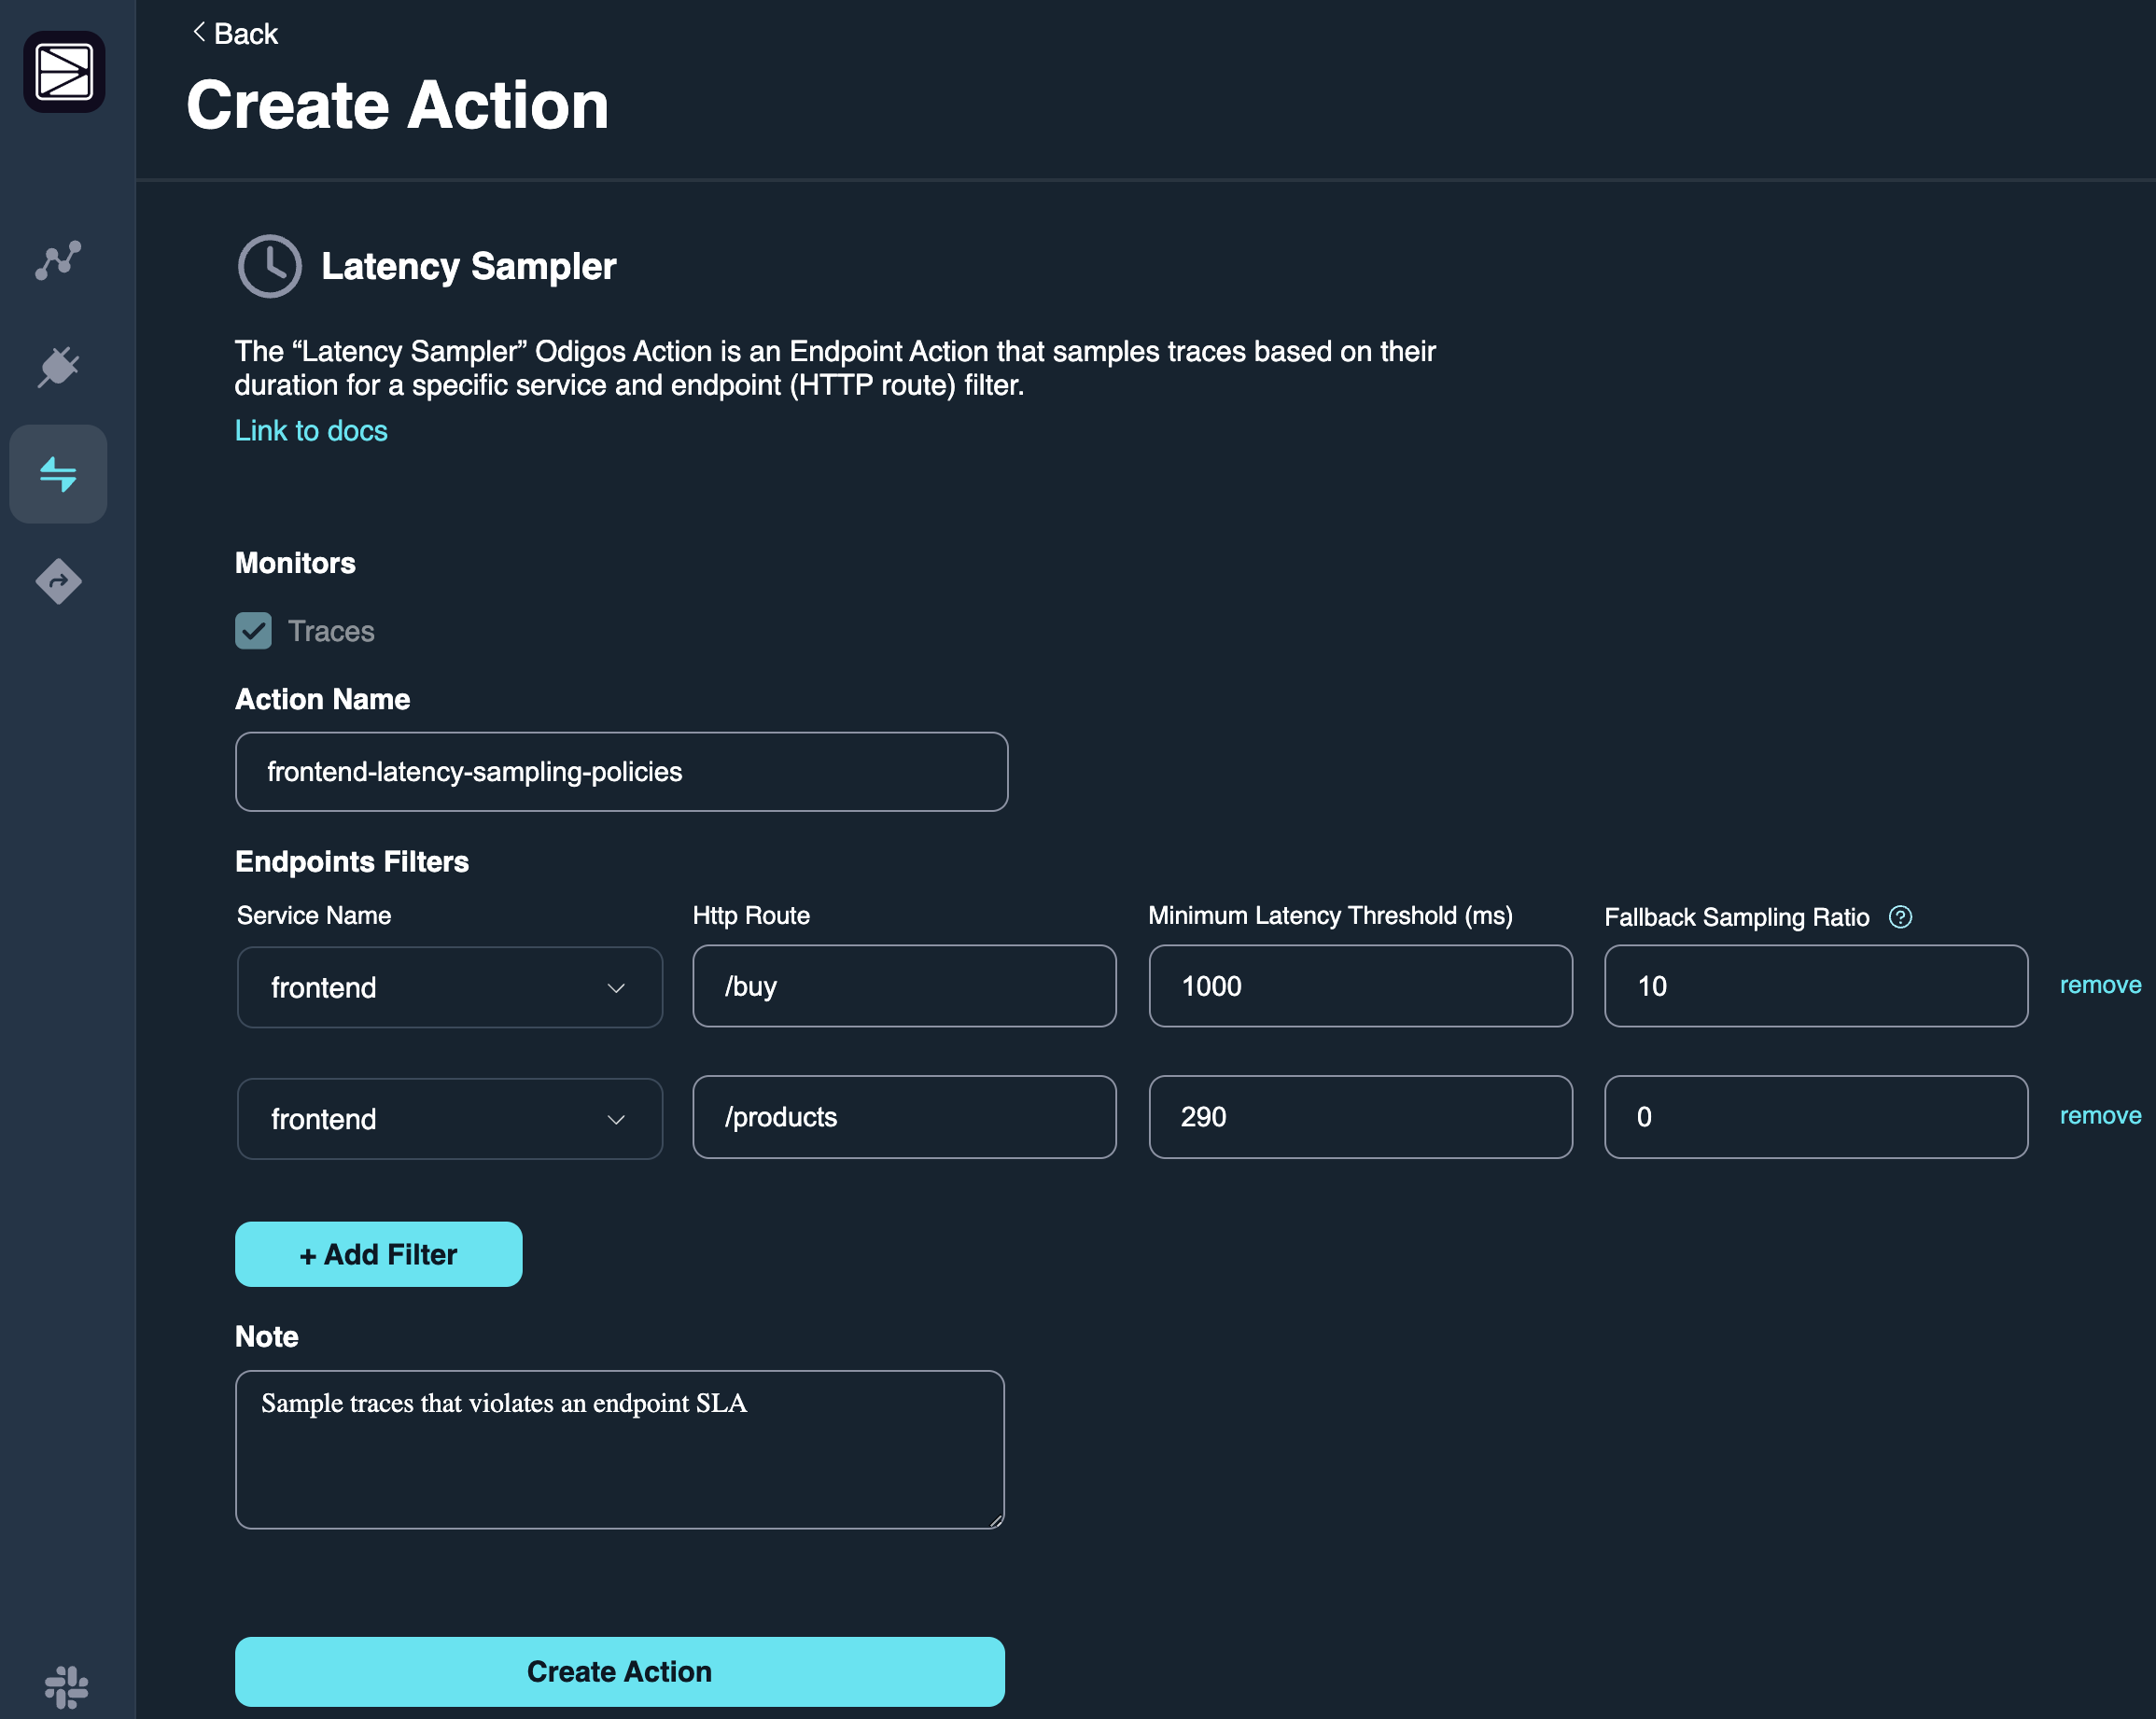 Back
Create Action
Latency Sampler
The “Latency Sampler” Odigos Action is an Endpoint Action that samples traces based on their
duration for a specific service and endpoint (HTTP route) filter.
Link to docs
Monitors
Traces
Action Name
frontend-latency-sampling-policies
Endpoints Filters
Service Name Http Route Minimum Latency Threshold (ms) Fallback Sampling Ratio ?
frontend /buy 1000 10 remove
frontend /products 290 0 remove
+ Add Filter
Note
Sample traces that violates an endpoint SLA
Create Action